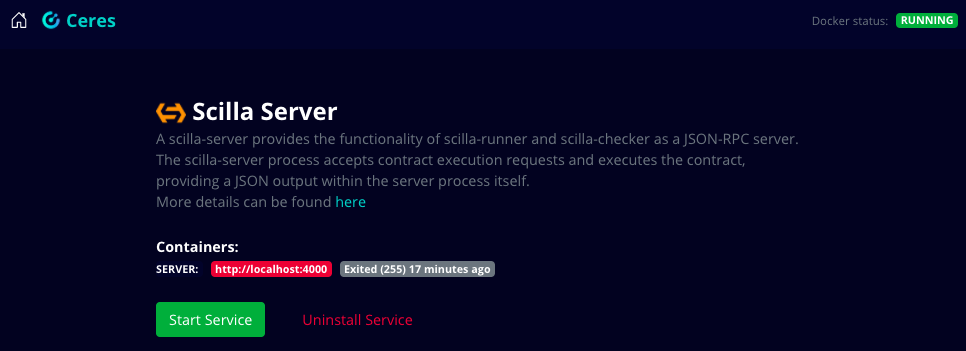 Ceres
Docker status: RUNNING
Scilla Server
A scilla-server provides the functionality of scilla-runner and scilla-checker as a JSON-RPC server.
The scilla-server process accepts contract execution requests and executes the contract,
providing a JSON output within the server process itself.
More details can be found here
Containers:
SERVER: http://localhost:4000 Exited (255) 17 minutes ago
Start Service Uninstall Service